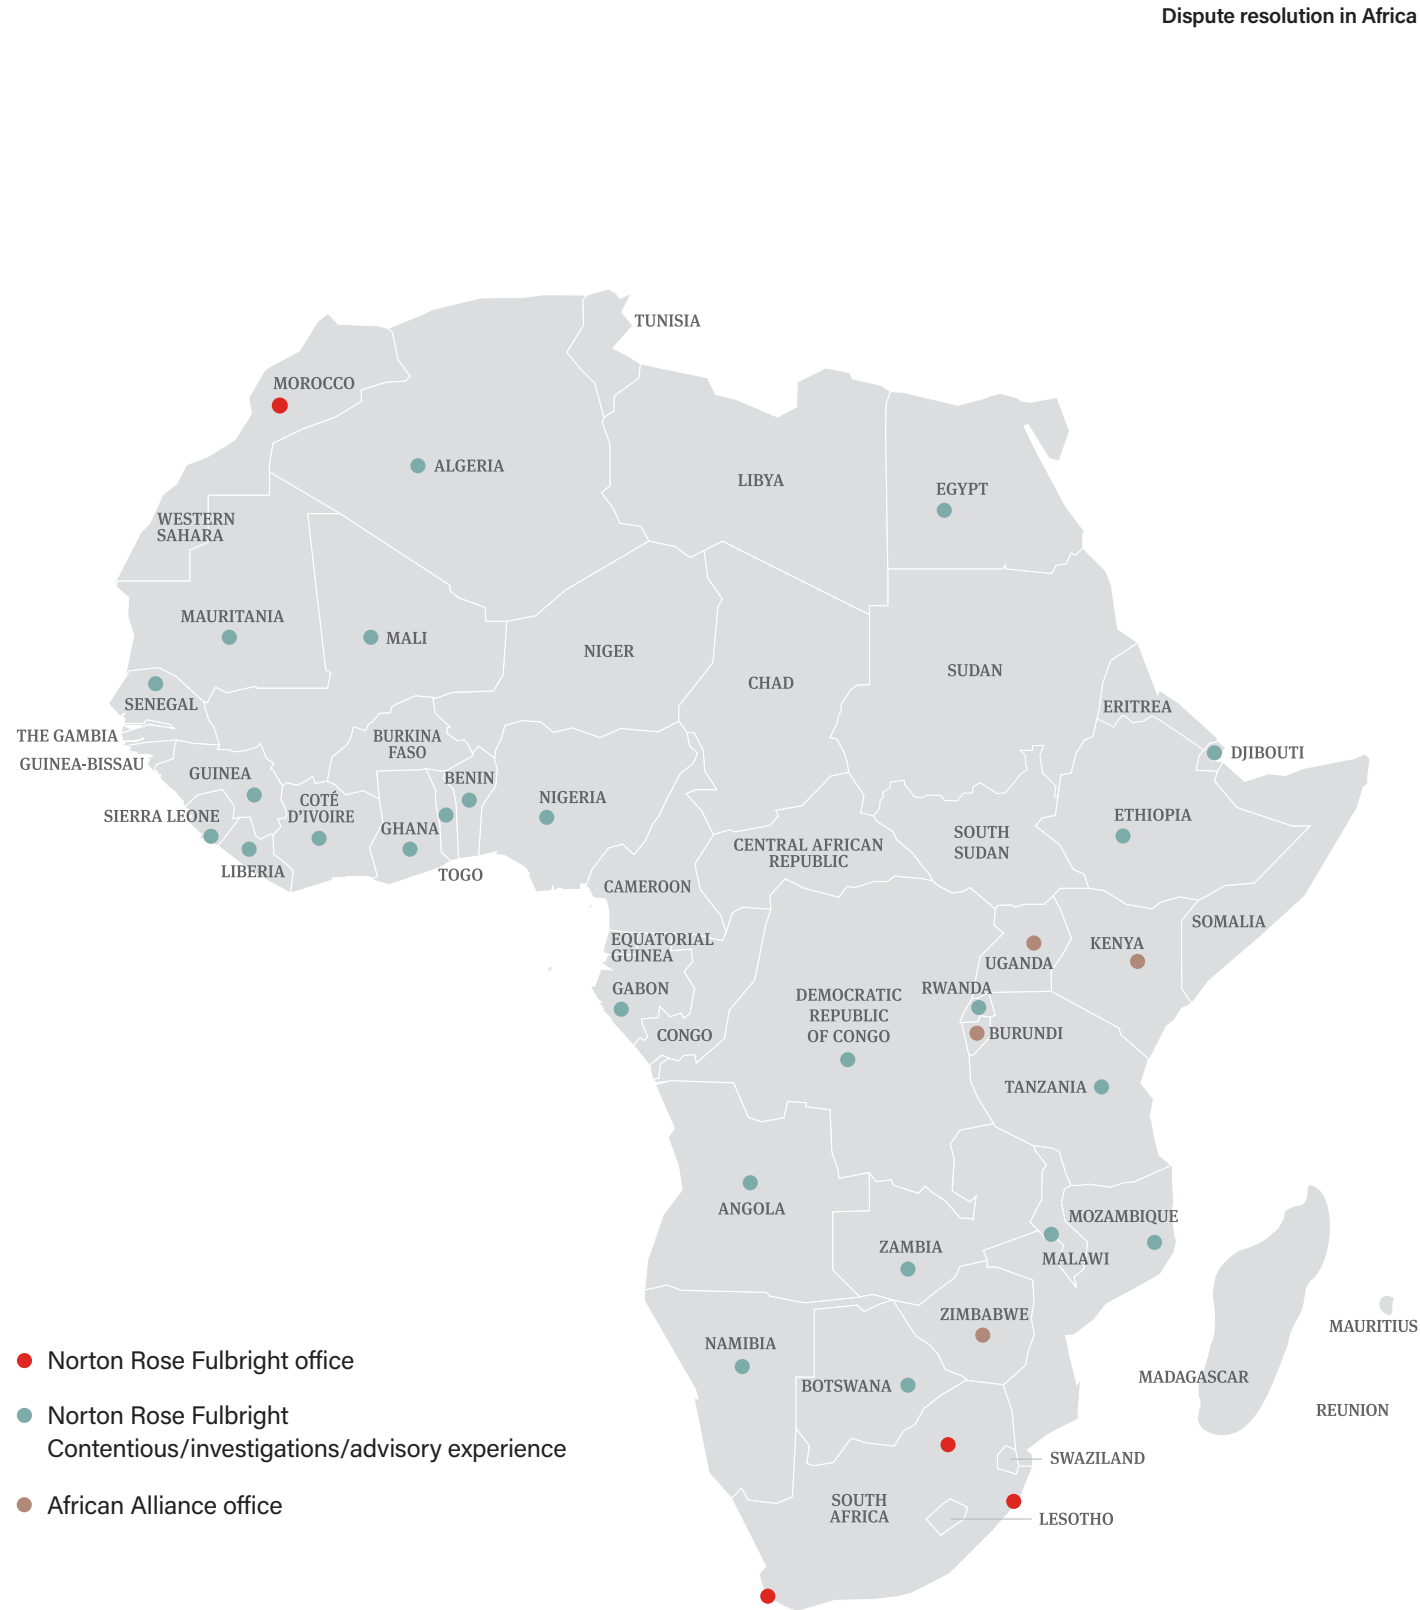 Dispute resolution in Africa
TUNISIA
MOROCCO
ALGERIA
LIBYA
EGYPT
WESTERN
SAHARA
MAURITANIA
MALI
NIGER
CHAD
SUDAN
SENEGAL
ERITREA
THE GAMBIA
BURKINA
FASO
DJIBOUTI
GUINEA-BISSAU
GUINEA
BENIN
NIGERIA
COTÉ
D'IVOIRE
SIERRA LEONE
GHANA
ETHIOPIA
SOUTH
SUDAN
CENTRAL AFRICAN
REPUBLIC
LIBERIA
TOGO
CAMEROON
SOMALIA
EQUATORIAL
GUINEA
KENYA
UGANDA
GABON
RWANDA
DEMOCRATIC
REPUBLIC
OF CONGO
CONGO
BURUNDI
TANZANIA
ANGOLA
MOZAMBIQUE
ZAMBIA
MALAWI
ZIMBABWE
MAURITIUS
NAMIBIA
BOTSWANA
MADAGASCAR
REUNION
SWAZILAND
SOUTH
AFRICA
LESOTHO
Norton Rose Fulbright office
Norton Rose Fulbright
Contentious/investigations/advisory experience
African Alliance office